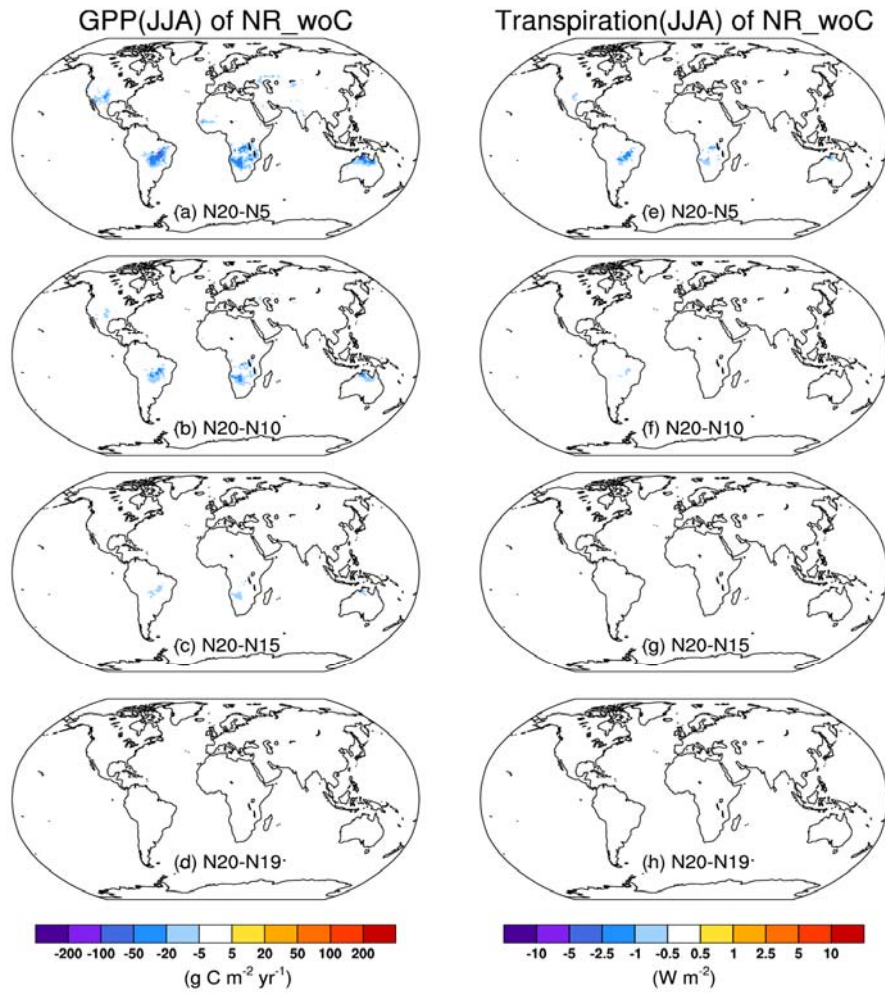 GPP(JJA) of NR_woC
Transpiration(JJA) of NR_woC
(a) N20-N5
(e) N20-N5
(b) N20-N10
(f) N20-N10
(c) N20-N15
(g) N20-N15
(d) N20-N19
(h) N20-N19
-200 -100 -50 -20 -5 5 20 50 100 200
(g C m⁻² yr⁻¹)
-10 -5 -2.5 -1 -0.5 0.5 1 2.5 5 10
(W m⁻²)